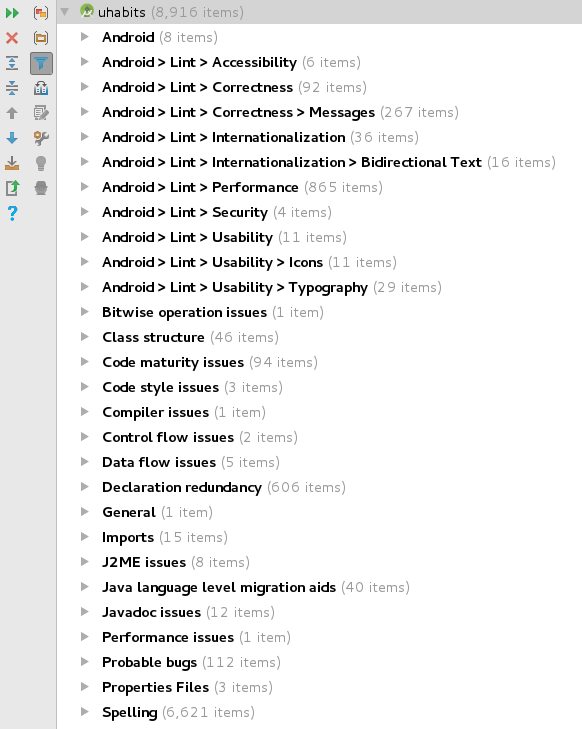 uhabits (8,916 items)
Android (8 items)
Android > Lint > Accessibility (6 items)
Android > Lint > Correctness (92 items)
Android > Lint > Correctness > Messages (267 items)
Android > Lint > Internationalization (36 items)
Android > Lint > Internationalization > Bidirectional Text (16 items)
Android > Lint > Performance (865 items)
Android > Lint > Security (4 items)
Android > Lint > Usability (11 items)
Android > Lint > Usability > Icons (11 items)
Android > Lint > Usability > Typography (29 items)
Bitwise operation issues (1 item)
Class structure (46 items)
Code maturity issues (94 items)
Code style issues (3 items)
Compiler issues (1 item)
Control flow issues (2 items)
Data flow issues (5 items)
Declaration redundancy (606 items)
General (1 item)
Imports (15 items)
J2ME issues (8 items)
Java language level migration aids (40 items)
Javadoc issues (12 items)
Performance issues (1 item)
Probable bugs (112 items)
Properties Files (3 items)
Spelling (6,621 items)